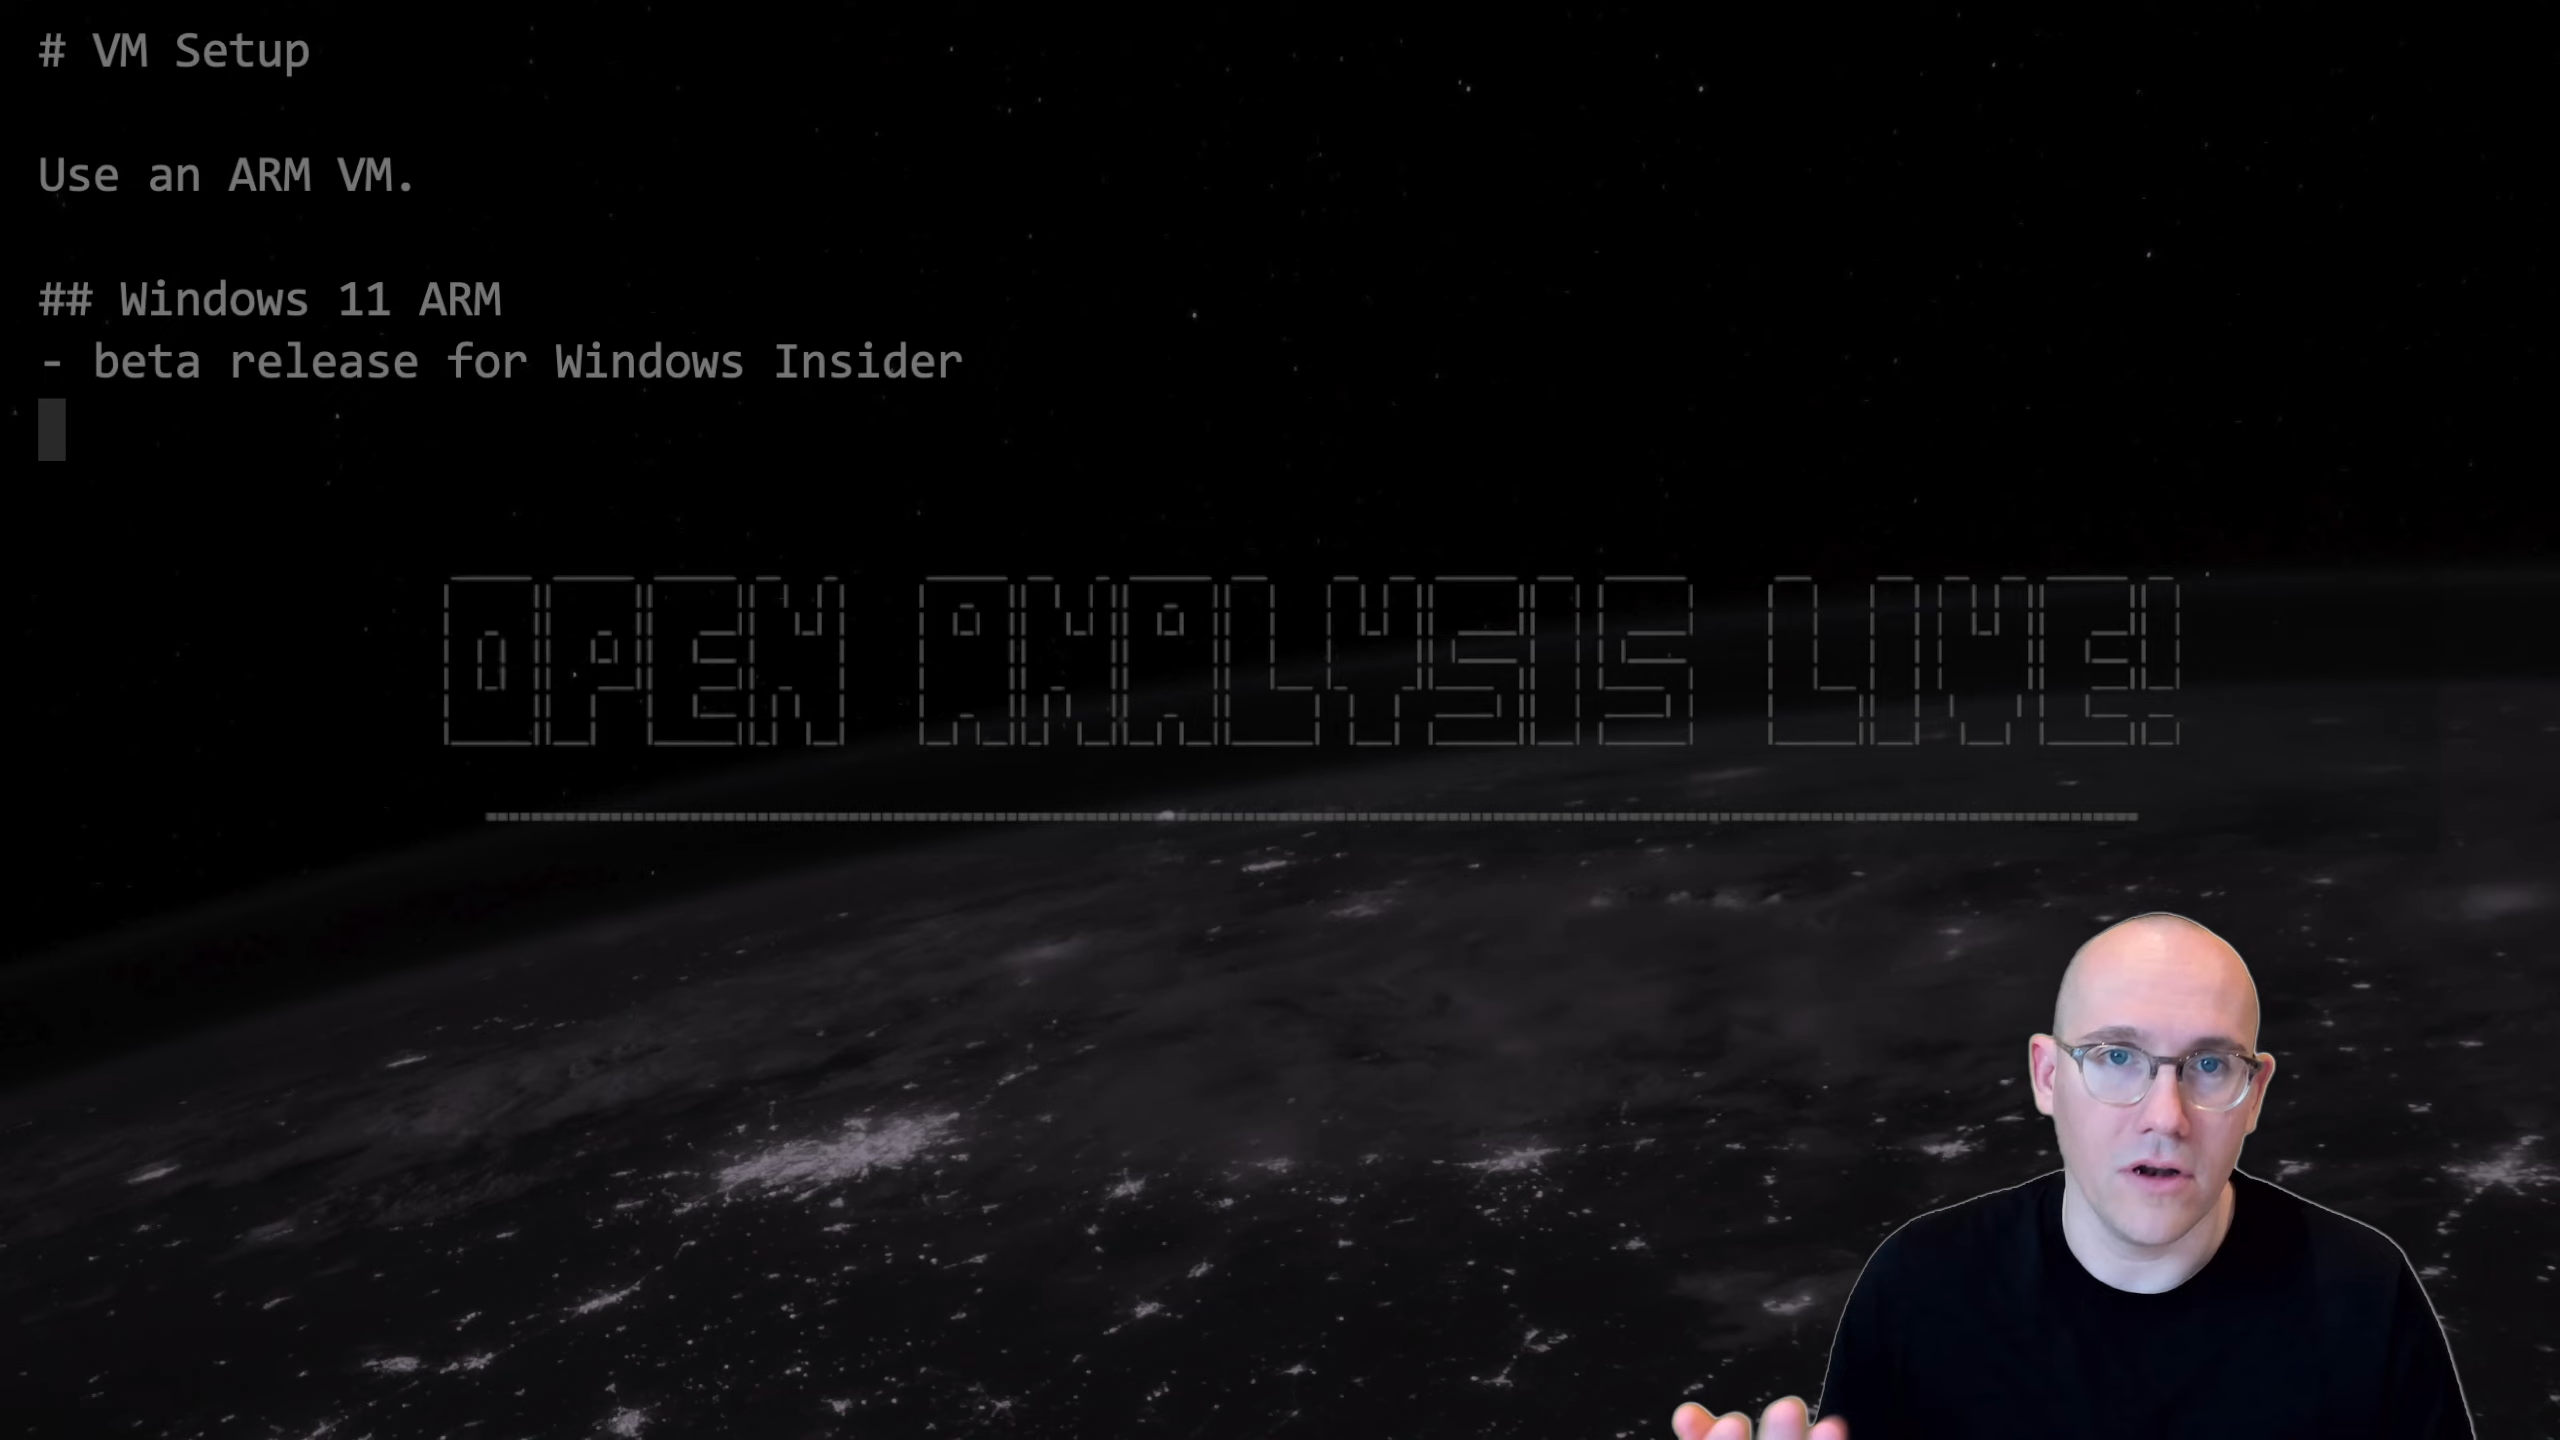 # VM Setup
Use an ARM VM.
## Windows 11 ARM
- beta release for Windows Insider
OPEN ANALYSIS LIVE!